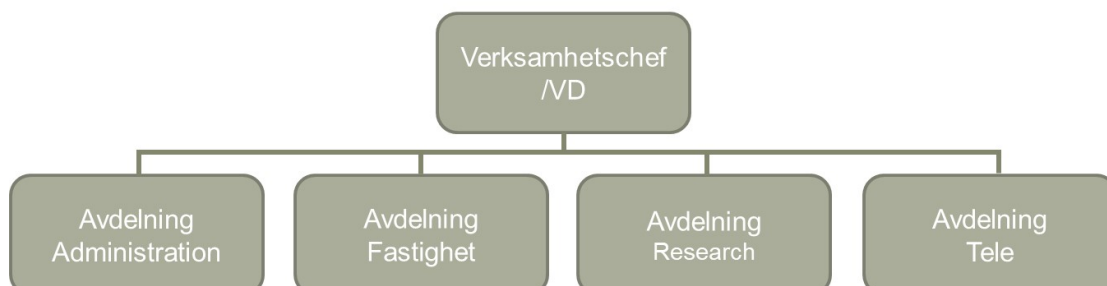 Verksamhetschef
/VD
Avdelning
Administration
Avdelning
Fastighet
Avdelning
Research
Avdelning
Tele